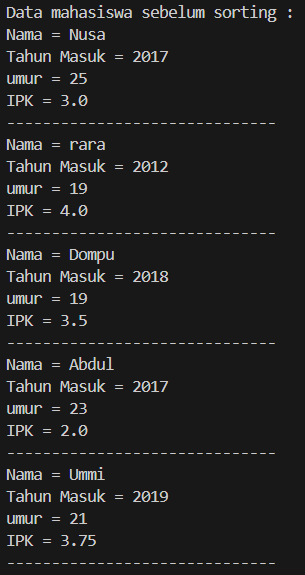 Data mahasiswa sebelum sorting :
Nama = Nusa
Tahun Masuk = 2017
umur = 25
IPK = 3.0
------------------------------
Nama = rara
Tahun Masuk = 2012
umur = 19
IPK = 4.0
------------------------------
Nama = Dompu
Tahun Masuk = 2018
umur = 19
IPK = 3.5
------------------------------
Nama = Abdul
Tahun Masuk = 2017
umur = 23
IPK = 2.0
------------------------------
Nama = Ummi
Tahun Masuk = 2019
umur = 21
IPK = 3.75
------------------------------